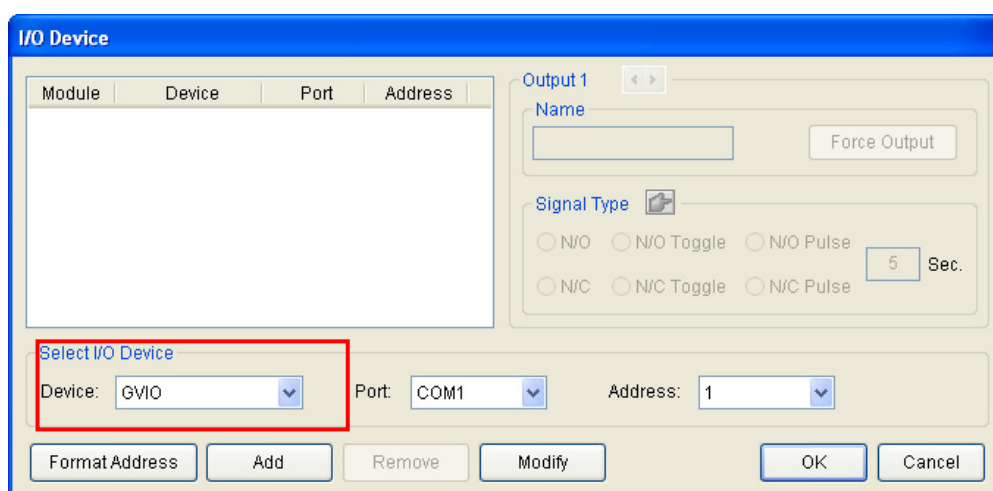 I/O Device
Module Device Port Address
Output 1
Name
Force Output
Signal Type
N/O N/O Toggle N/O Pulse
5 Sec.
N/C N/C Toggle N/C Pulse
Select I/O Device
Device: GVIO Port: COM1 Address: 1
Format Address Add Remove Modify OK Cancel